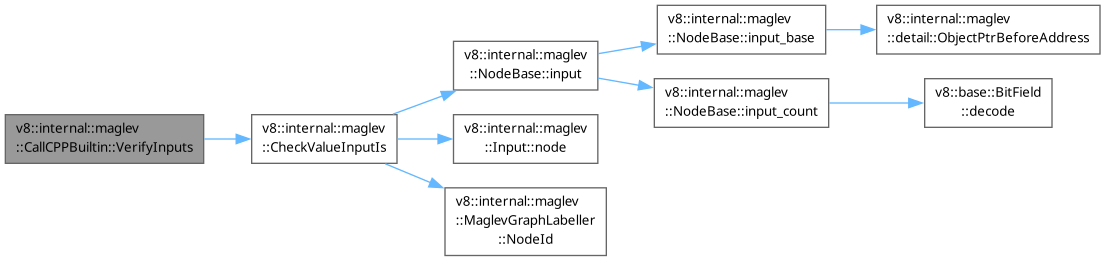 v8::internal::maglev
::CallCPPBuiltin::VerifyInputs
v8::internal::maglev
::CheckValueInputIs
v8::internal::maglev
::NodeBase::input
v8::internal::maglev
::NodeBase::input_base
v8::internal::maglev
::detail::ObjectPtrBeforeAddress
v8::internal::maglev
::NodeBase::input_count
v8::base::BitField
::decode
v8::internal::maglev
::Input::node
v8::internal::maglev
::MaglevGraphLabeller
::NodeId